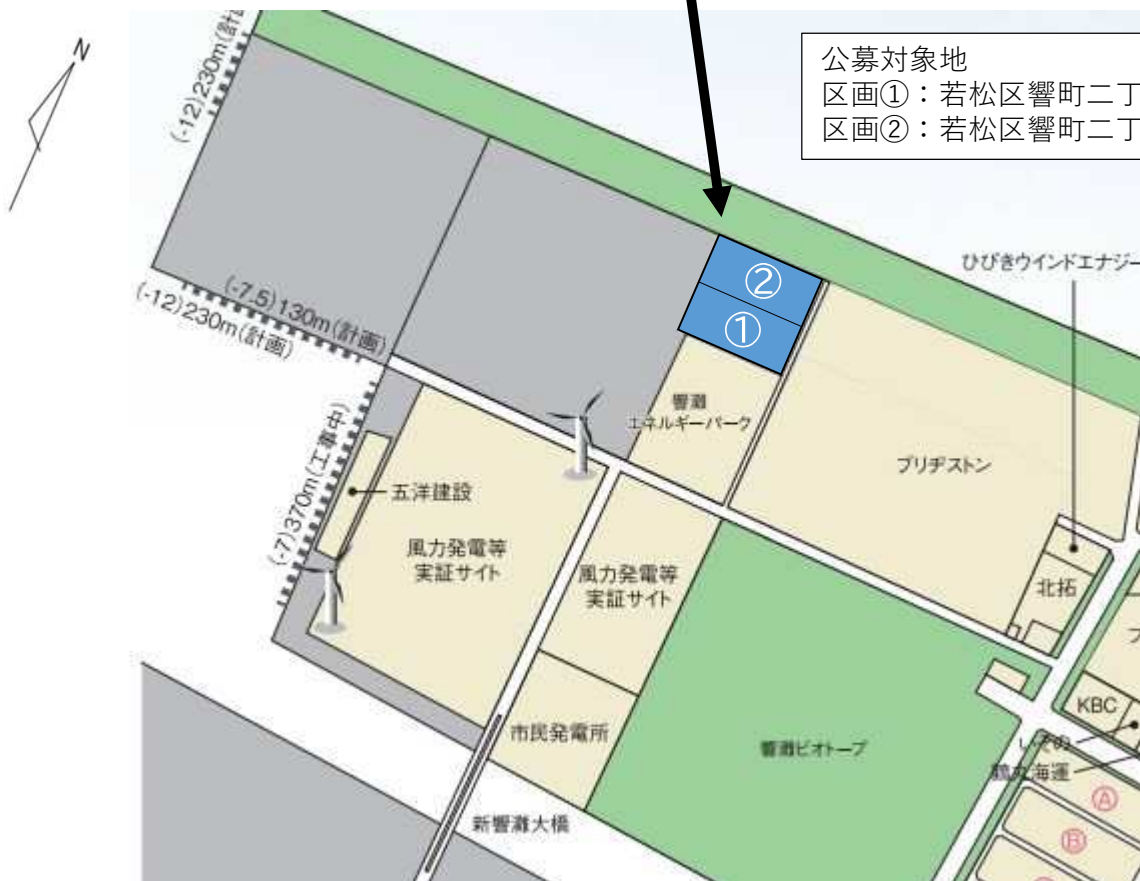 N
公募対象地
区画①：若松区響町二丁
区画②：若松区響町二丁
(-12)230m(計画
②
①
ひびきウインドエナジー
(-7.5)130m(計画)
(-12)230m(計画)
響灘
エネルギーパーク
ブリヂストン
(-7)370m(工事中)
五洋建設
風力発電等
実証サイト
風力発電等
実証サイト
北拓
フ
KBC
市民発電所
響灘ビオトープ
いその
鶴丸海運
Ⓐ
新響灘大橋
Ⓑ